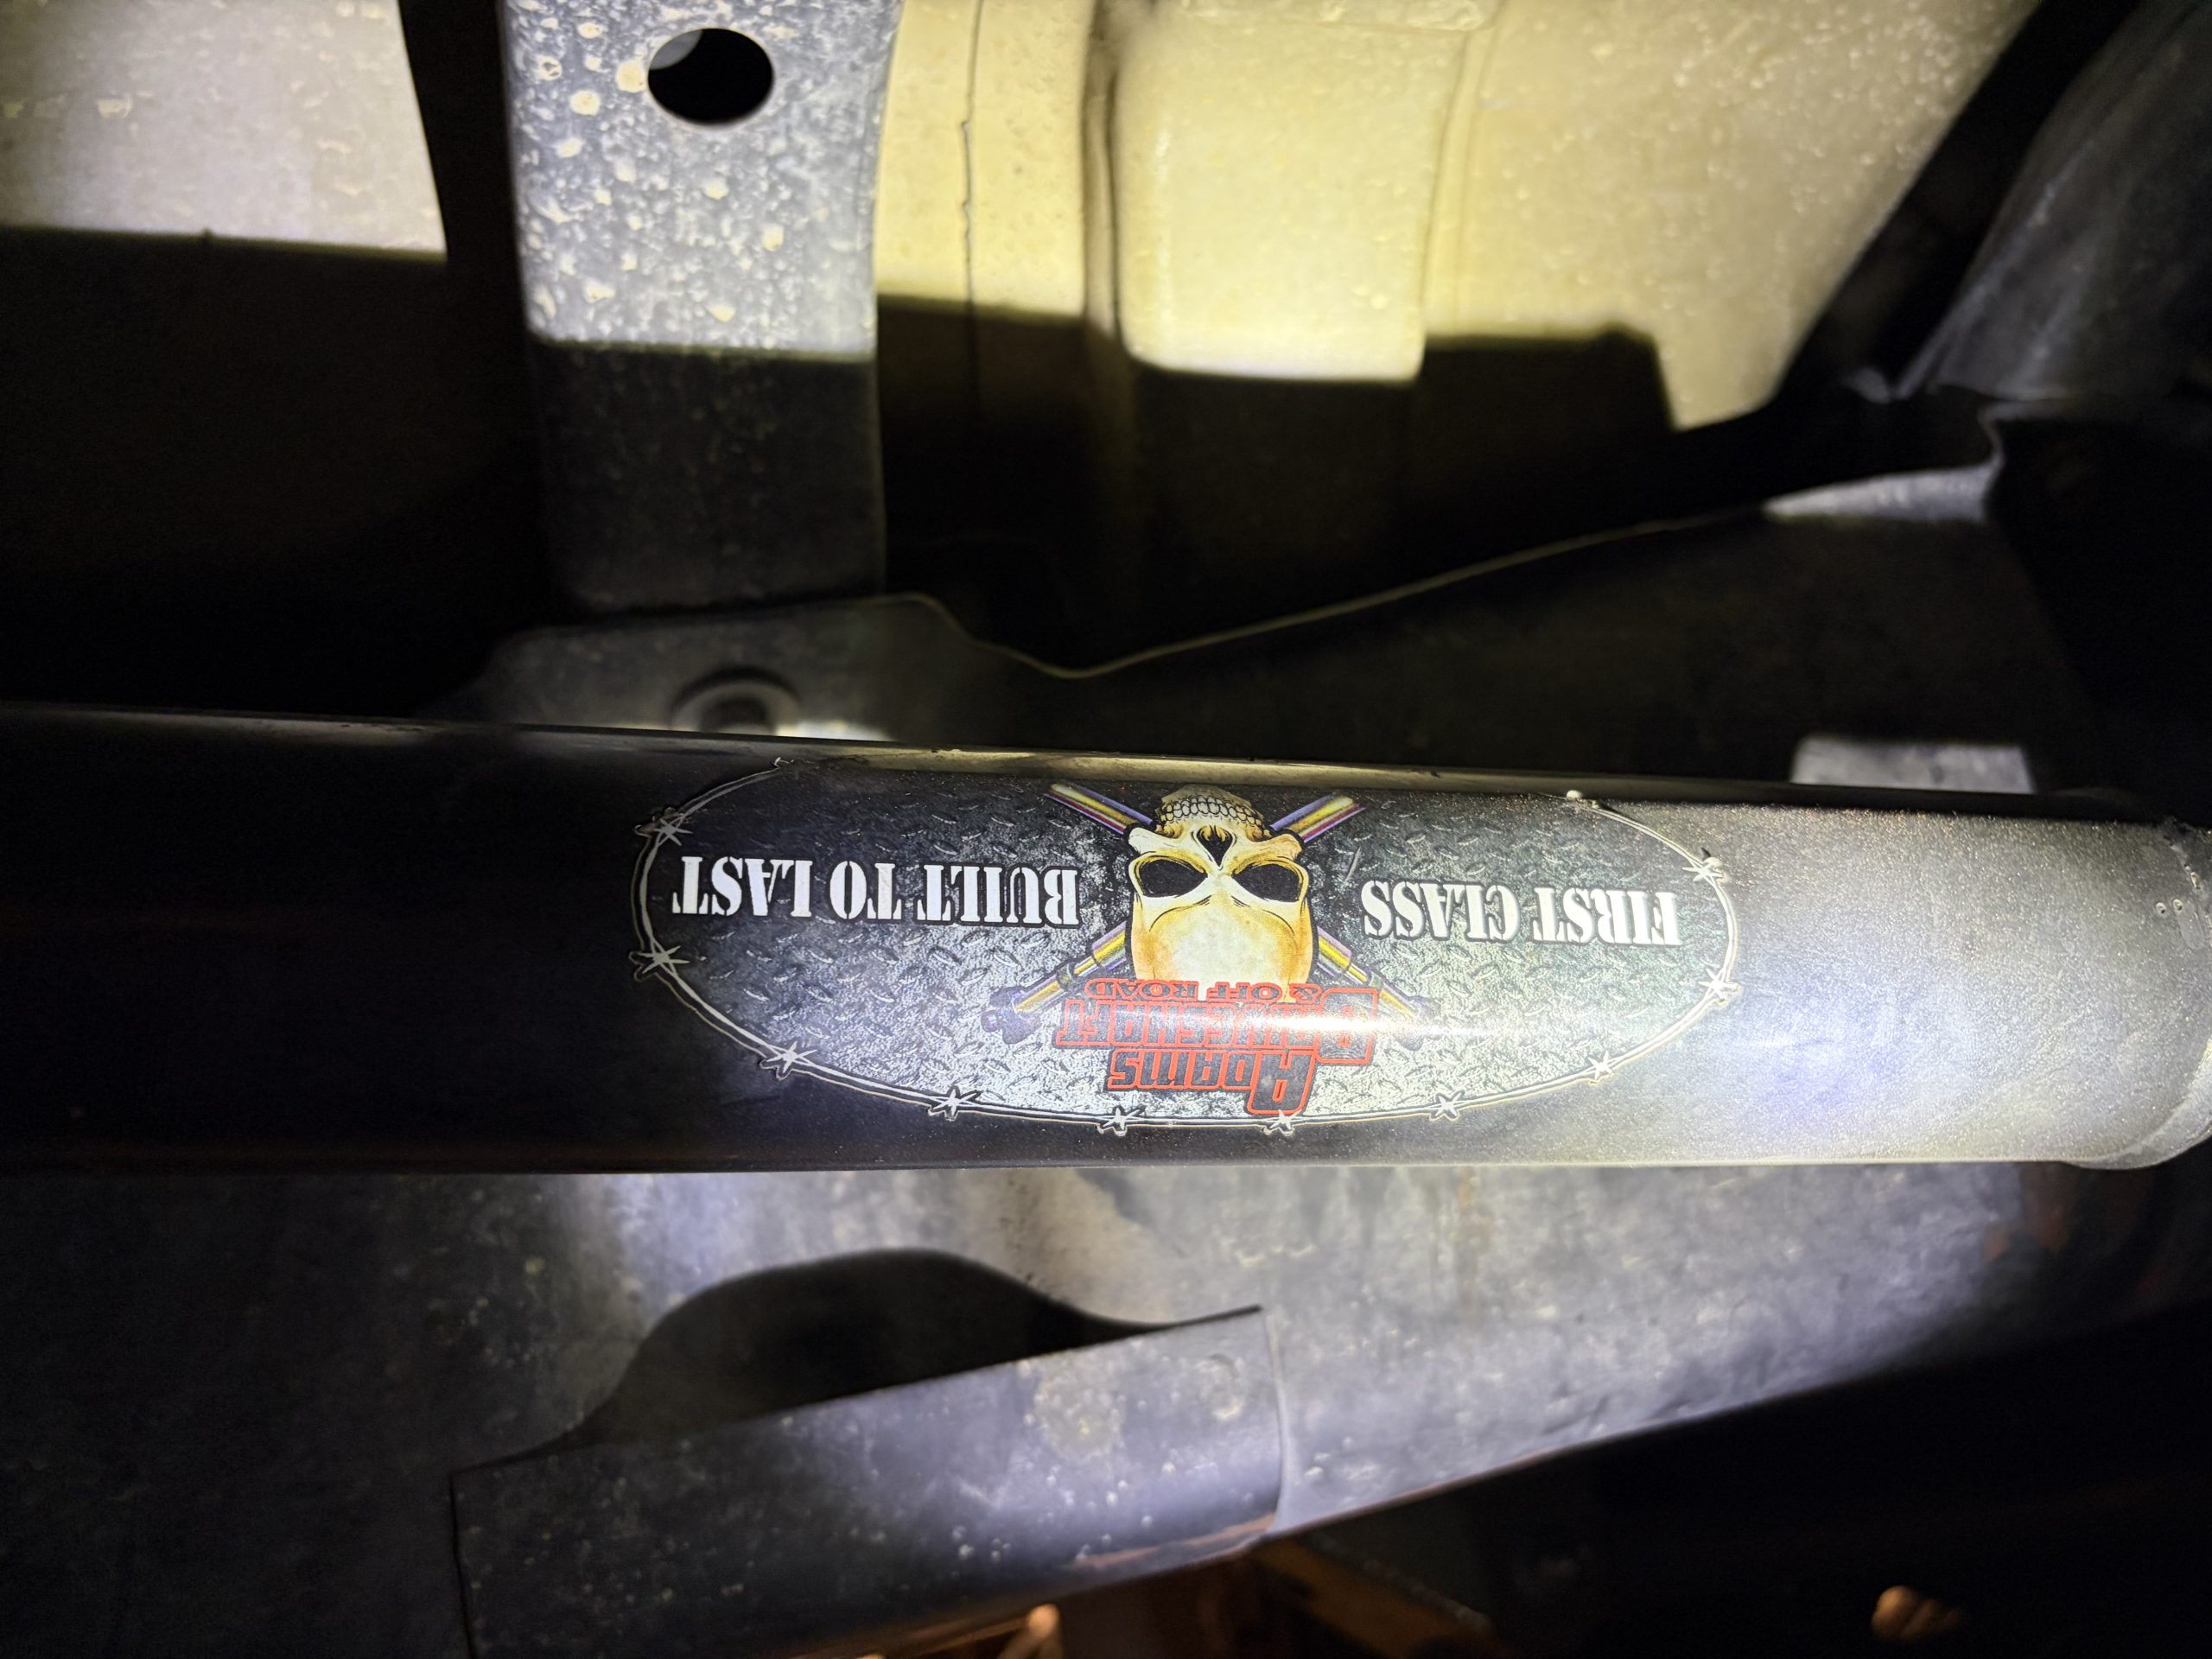 ADAMS
DRIVESHAFT
& OFF ROAD
FIRST CLASS
BUILT TO LAST